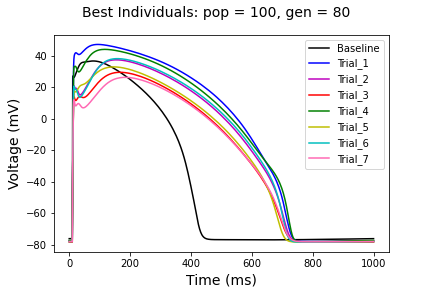 Best Individuals: pop = 100, gen = 80
Voltage (mV)
40
20
0
−20
−40
−60
−80
Baseline
Trial_1
Trial_2
Trial_3
Trial_4
Trial_5
Trial_6
Trial_7
0
200
400
600
800
1000
Time (ms)